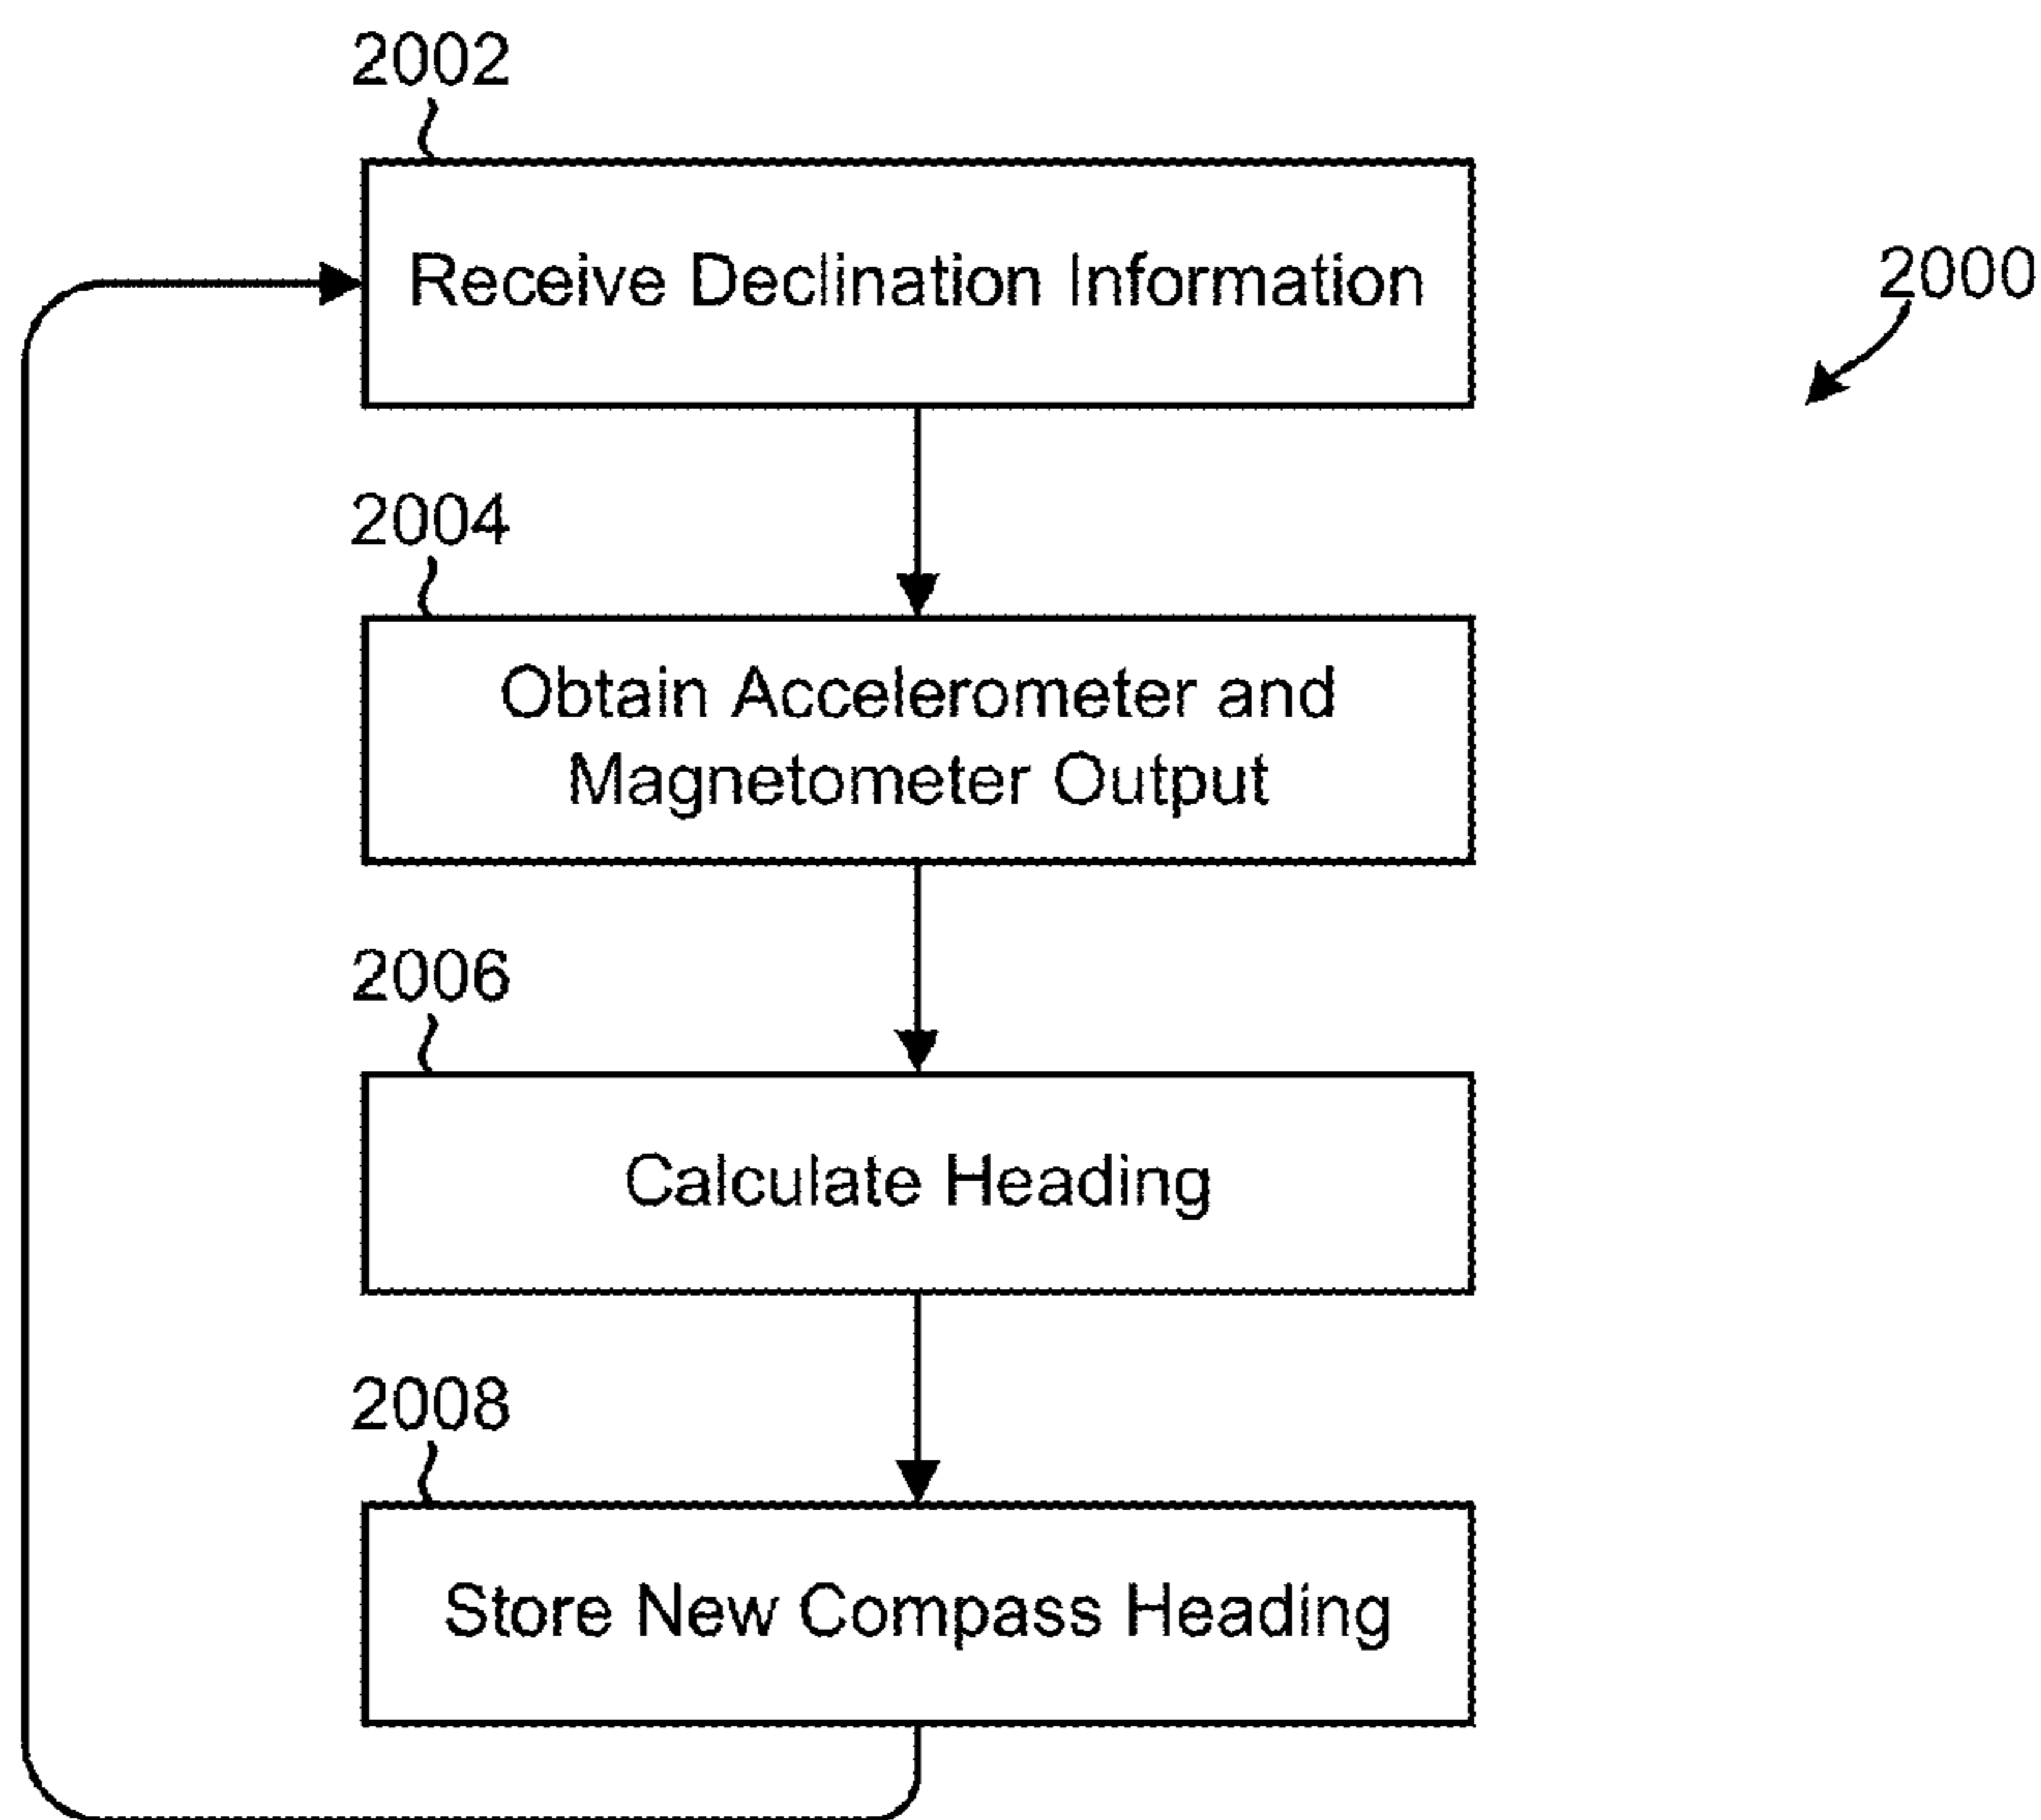 2002
Receive Declination Information
2000
2004
Obtain Accelerometer and
Magnetometer Output
2006
Calculate Heading
2008
Store New Compass Heading